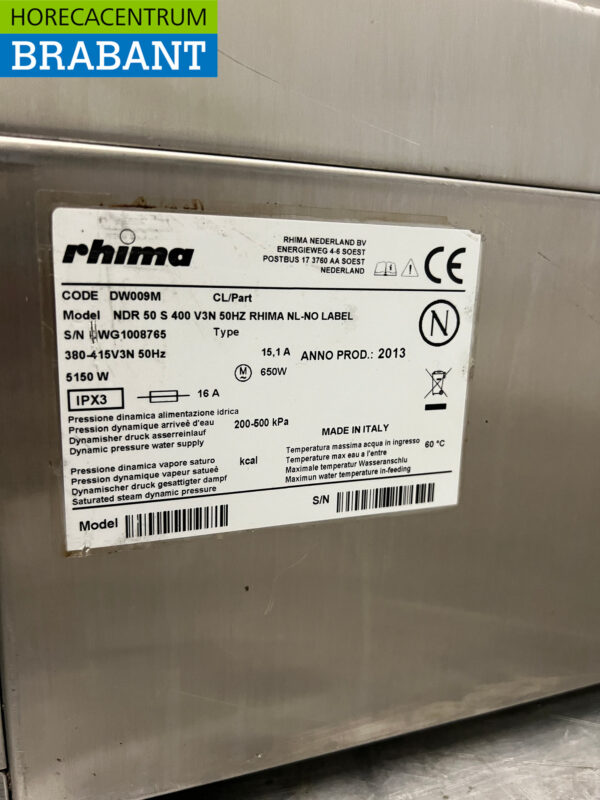 HORECACENTRUM
BRABANT
rhima
RHIMA NEDERLAND BV
ENERGIEWEG 4-6 SOEST
POSTBUS 17 3760 AA SOEST
NEDERLAND
CE
CODE DW009M CL/Part
Model NDR 50 S 400 V3N 50HZ RHIMA NL-NO LABEL
S/N WG1008765 Type
N
380-415V3N 50Hz 15,1 A ANNO PROD.: 2013
5150 W M 650W
IPX3 16 A
Pressione dinamica alimentazione idrica
Pression dynamique arriveé d'eau 200-500 kPa
Dynamisher druck asserreinlauf
Dynamic pressure water supply
MADE IN ITALY
Temperatura massima acqua in ingresso 60 °C
Temperature max eau a l'entre
Maximale temperatur Wasseranschlu
Maximun water temperature in-feeding
Pressione dinamica vapore saturo kcal
Pression dynamique vapeur satueé
Dynamischer druck gesattigter dampf
Saturated steam dynamic pressure
Model S/N